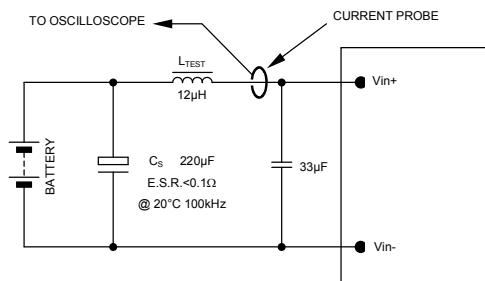 TO OSCILLOSCOPE
CURRENT PROBE
LTEST
12µH
Vin+
BATTERY
CS 220µF
E.S.R.<0.1Ω
@ 20°C 100kHz
33µF
Vin-